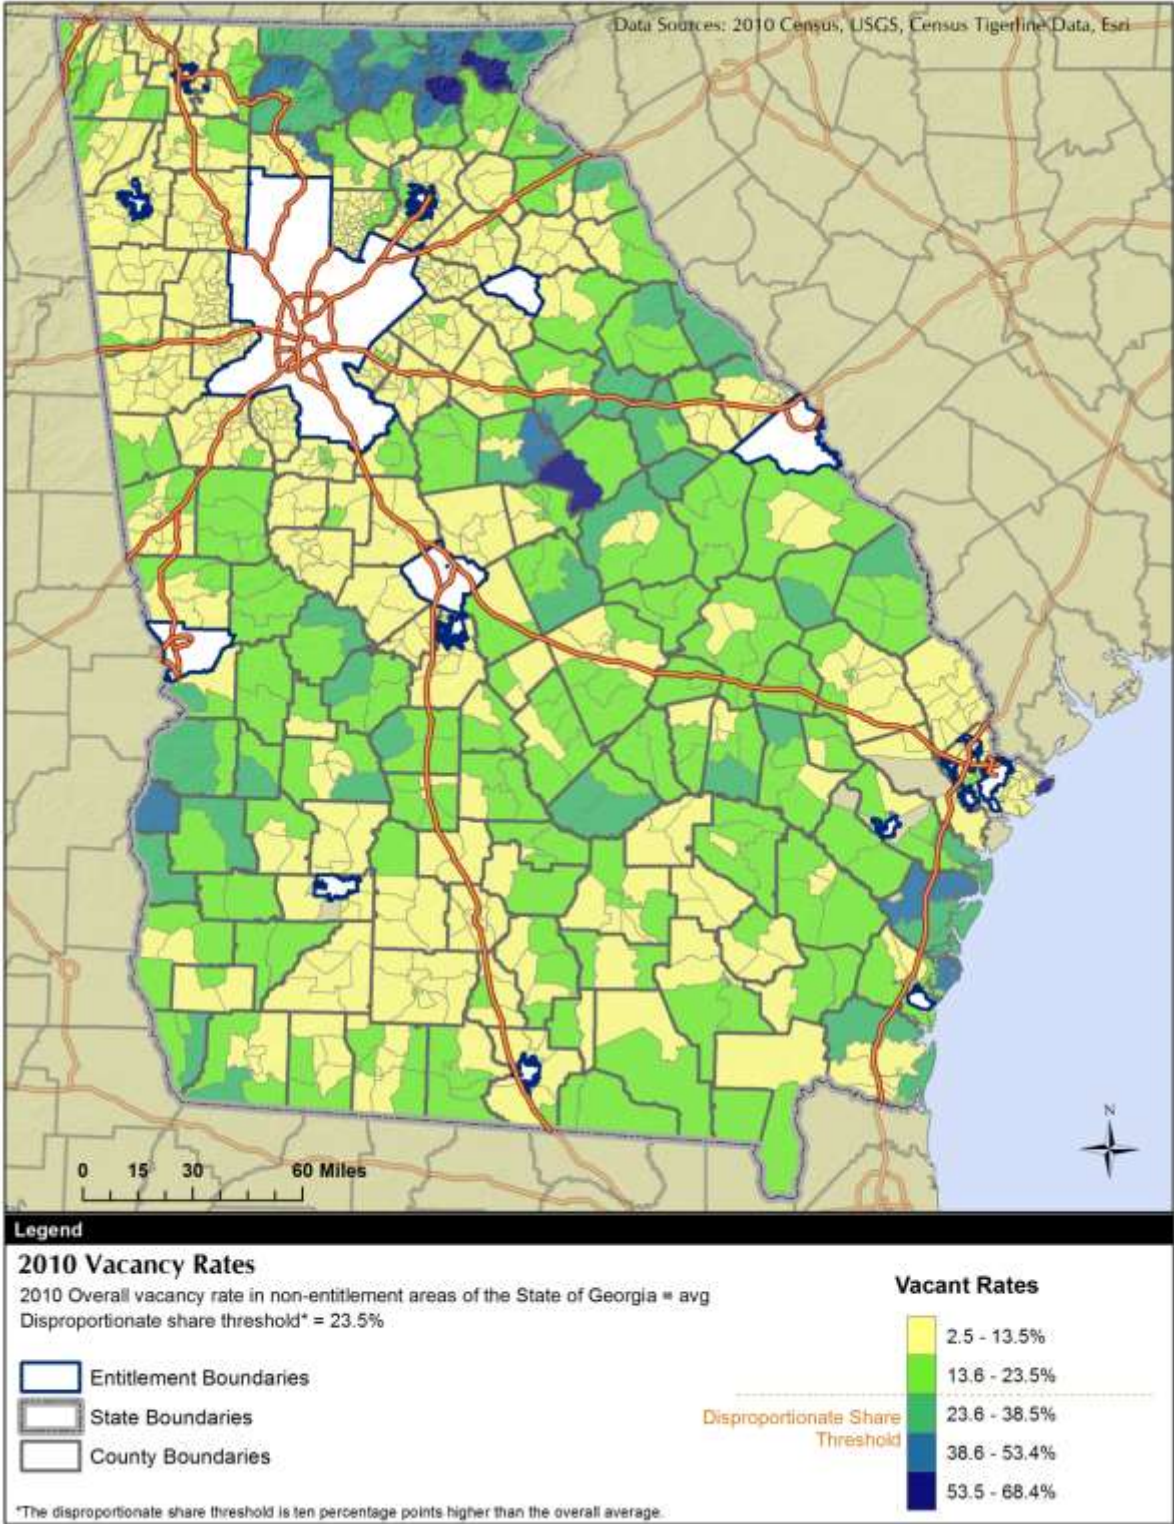 Data Sources: 2010 Census, USGS, Census Tigerline Data, Esri
N
0 15 30 60 Miles
Legend
2010 Vacancy Rates
2010 Overall vacancy rate in non-entitlement areas of the State of Georgia = avg
Disproportionate share threshold* = 23.5%
Entitlement Boundaries
State Boundaries
County Boundaries
*The disproportionate share threshold is ten percentage points higher than the overall average.
Vacant Rates
2.5 - 13.5%
13.6 - 23.5%
Disproportionate Share
Threshold
23.6 - 38.5%
38.6 - 53.4%
53.5 - 68.4%